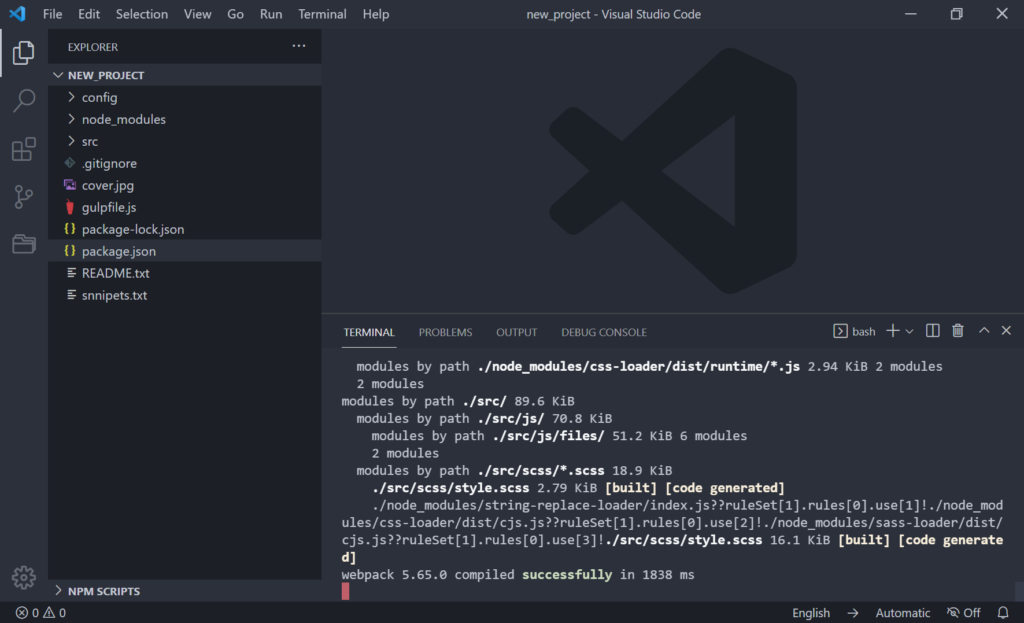 File Edit Selection View Go Run Terminal Help new_project - Visual Studio Code
EXPLORER
NEW_PROJECT
config
node_modules
src
.gitignore
cover.jpg
gulpfile.js
package-lock.json
package.json
README.txt
snnipets.txt
NPM SCRIPTS
TERMINAL PROBLEMS OUTPUT DEBUG CONSOLE bash
modules by path ./node_modules/css-loader/dist/runtime/*.js 2.94 KiB 2 modules
2 modules
modules by path ./src/ 89.6 KiB
modules by path ./src/js/ 70.8 KiB
modules by path ./src/js/files/ 51.2 KiB 6 modules
2 modules
modules by path ./src/scss/*.scss 18.9 KiB
./src/scss/style.scss 2.79 KiB [built] [code generated]
./node_modules/string-replace-loader/index.js??ruleSet[1].rules[0].use[1]!./node_mod
ules/css-loader/dist/cjs.js??ruleSet[1].rules[0].use[2]!./node_modules/sass-loader/dist/
cjs.js??ruleSet[1].rules[0].use[3]!./src/scss/style.scss 16.1 KiB [built] [code generate
d]
webpack 5.65.0 compiled successfully in 1838 ms
0 0 English → Automatic Off